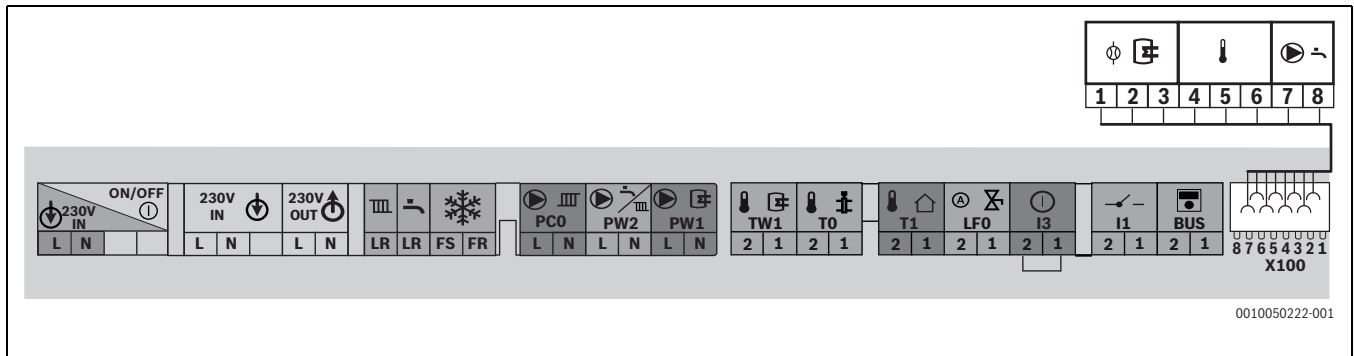 1 2 3 4 5 6 7 8
ON/OFF
230V
IN
L N
230V
IN
L N
230V
OUT
L N
LR LR FS FR
PC0
L N
PW2
L N
PW1
L N
TW1
2 1
T0
2 1
T1
2 1
A
LF0
2 1
I3
2 1
I1
2 1
BUS
2 1
8 7 6 5 4 3 2 1
X100
0010050222-001